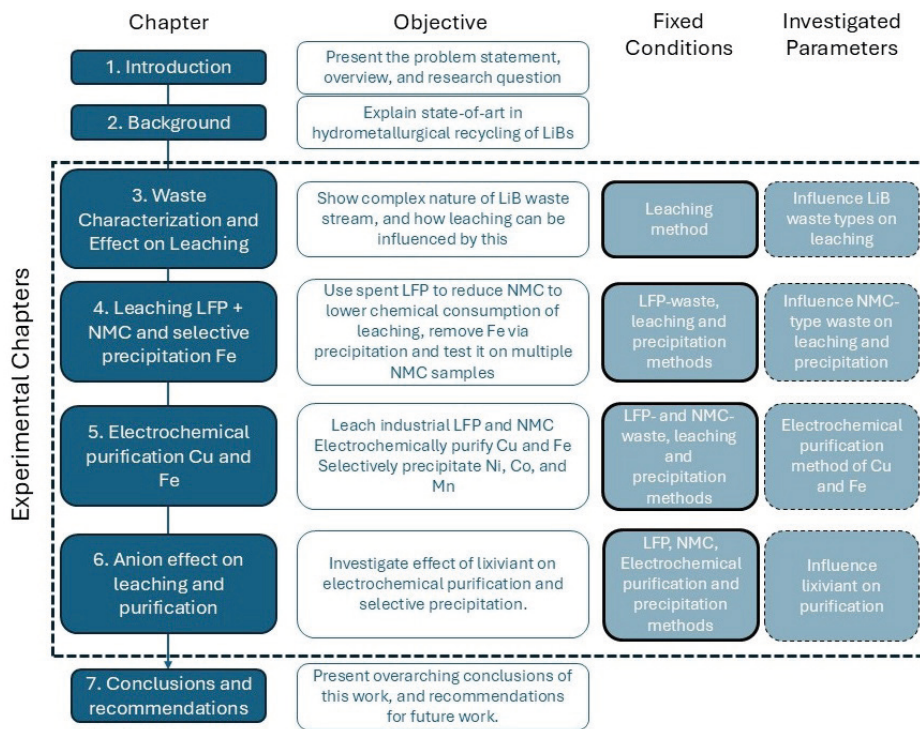 Chapter
Objective
Fixed
Conditions
Investigated
Parameters
1. Introduction
Present the problem statement,
overview, and research question
2. Background
Explain state-of-art in
hydrometallurgical recycling of LiBs
Experimental Chapters
3. Waste
Characterization and
Effect on Leaching
Show complex nature of LiB waste
stream, and how leaching can be
influenced by this
Leaching
method
Influence LiB
waste types on
leaching
4. Leaching LFP +
NMC and selective
precipitation Fe
Use spent LFP to reduce NMC to
lower chemical consumption of
leaching, remove Fe via
precipitation and test it on multiple
NMC samples
LFP-waste,
leaching and
precipitation
methods
Influence NMC-
type waste on
leaching and
precipitation
5. Electrochemical
purification Cu and
Fe
Leach industrial LFP and NMC
Electrochemically purify Cu and Fe
Selectively precipitate Ni, Co, and
Mn
LFP- and NMC-
waste, leaching
and
precipitation
methods
Electrochemical
purification
method of Cu
and Fe
6. Anion effect on
leaching and
purification
Investigate effect of lixiviant on
electrochemical purification and
selective precipitation.
LFP, NMC,
Electrochemical
purification and
precipitation
methods
Influence
lixiviant on
purification
7. Conclusions and
recommendations
Present overarching conclusions of
this work, and recommendations
for future work.